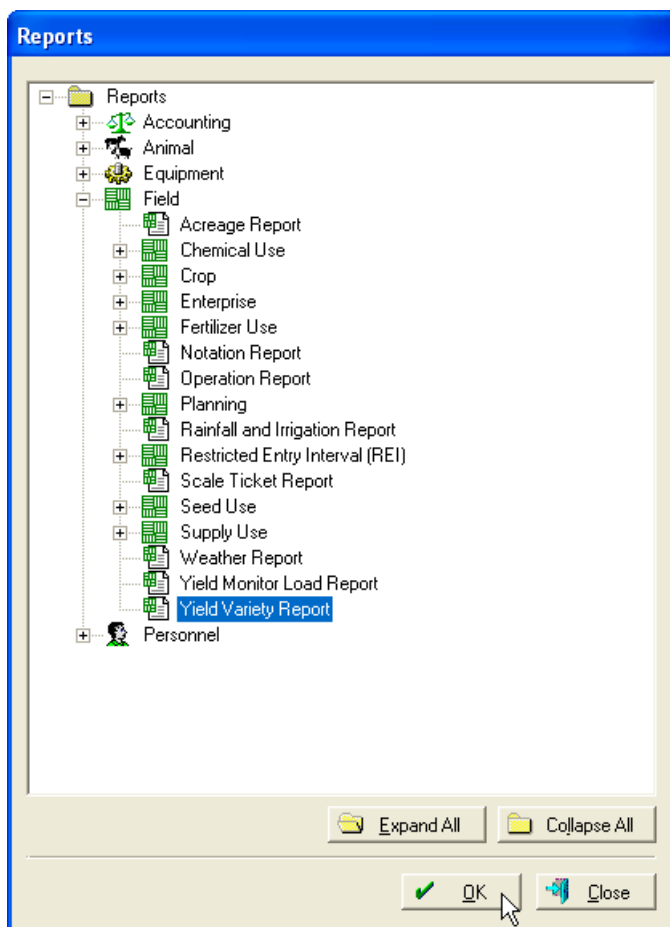 Reports
Reports
Accounting
Animal
Equipment
Field
Acreage Report
Chemical Use
Crop
Enterprise
Fertilizer Use
Notation Report
Operation Report
Planning
Rainfall and Irrigation Report
Restricted Entry Interval (REI)
Scale Ticket Report
Seed Use
Supply Use
Weather Report
Yield Monitor Load Report
Yield Variety Report
Personnel
Expand All Collapse All
OK Close